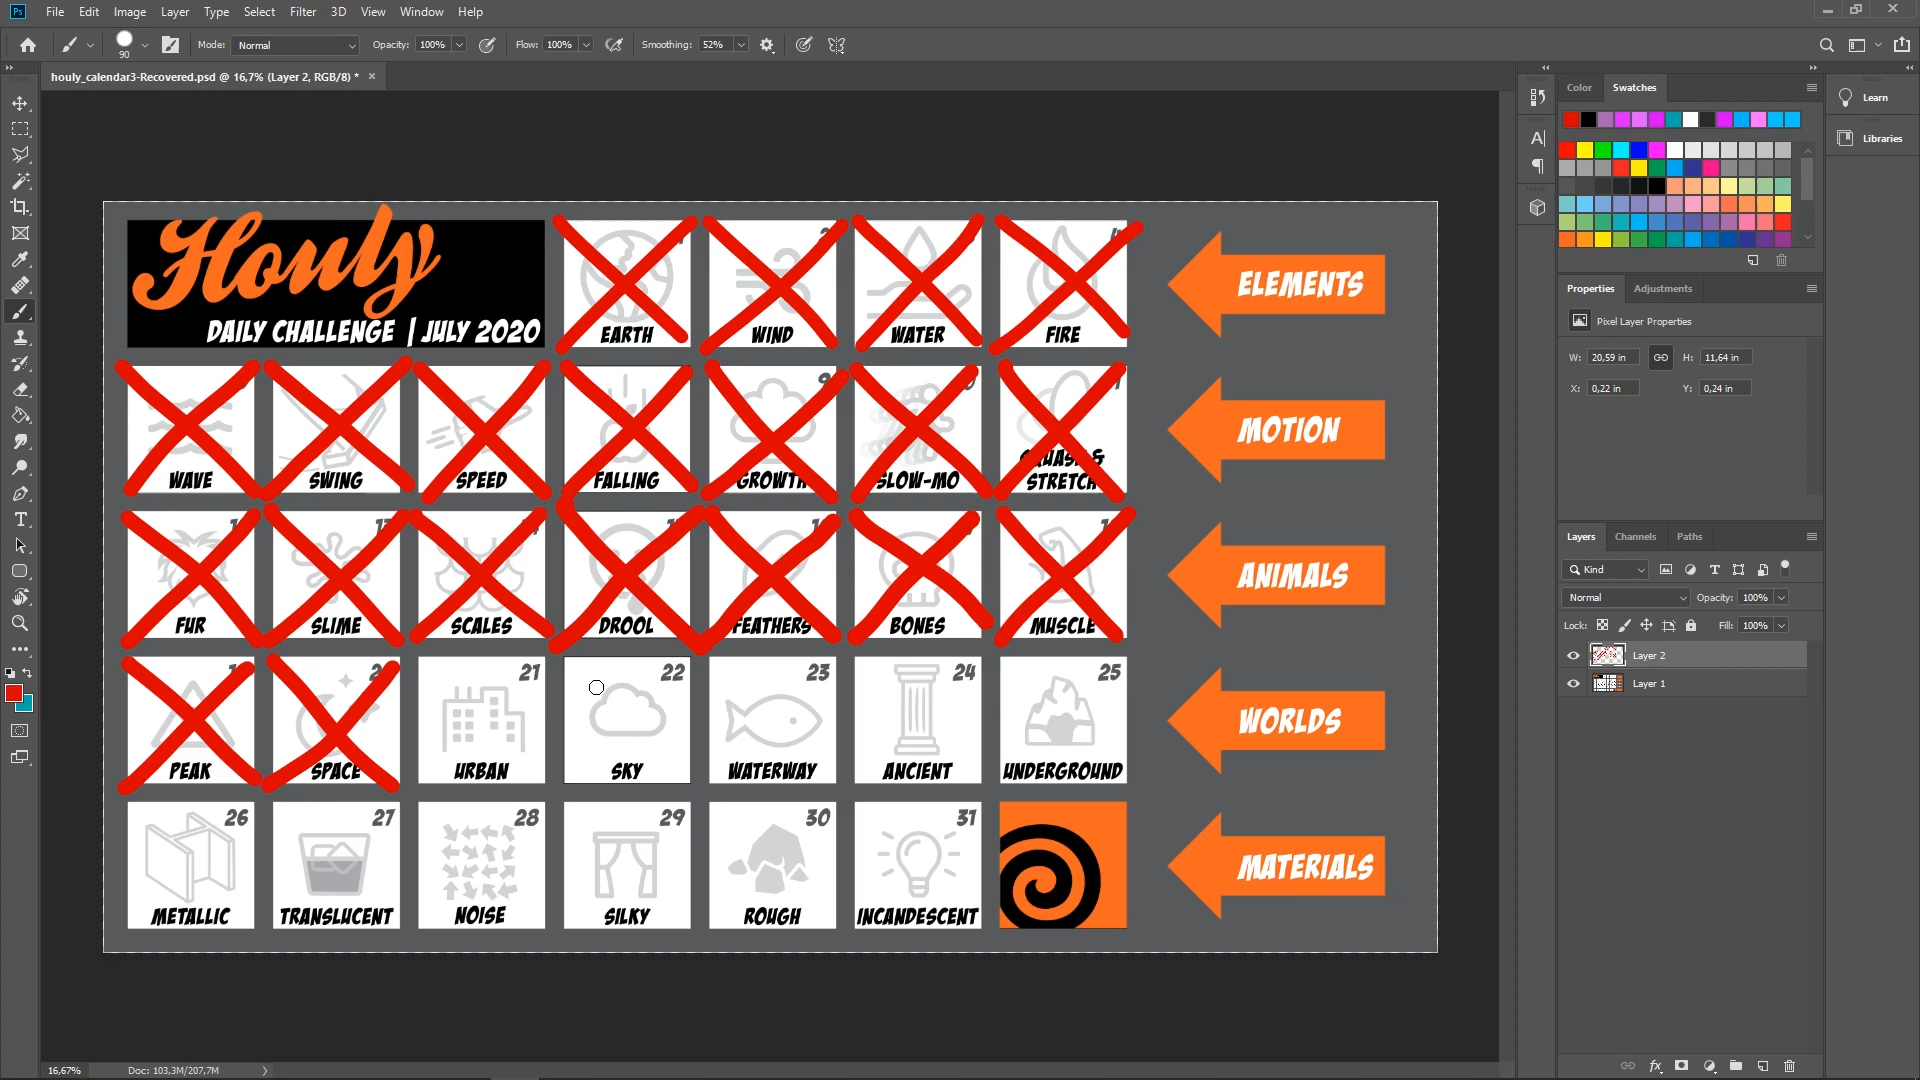 Ps File Edit Image Layer Type Select Filter 3D View Window Help
90 Mode: Normal Opacity: 100% Flow: 100% Smoothing: 52%
houly_calendar3-Recovered.psd @ 16,7% (Layer 2, RGB/8) * ×
Houly
DAILY CHALLENGE | JULY 2020
EARTH WIND WATER FIRE
ELEMENTS
WAVE SWING SPEED FALLING GROWTH SLOW-MO SQUASH &
STRETCH
MOTION
FUR SLIME SCALES DROOL FEATHERS BONES MUSCLE
ANIMALS
21 22 23 24 25
PEAK SPACE URBAN SKY WATERWAY ANCIENT UNDERGROUND
WORLDS
26 27 28 29 30 31
METALLIC TRANSLUCENT NOISE SILKY ROUGH INCANDESCENT
MATERIALS
16,67% Doc: 103,3M/207,7M
Color Swatches
Learn
Libraries
Properties Adjustments
Pixel Layer Properties
W: 20,59 in H: 11,64 in
X: 0,22 in Y: 0,24 in
Layers Channels Paths
Kind
Normal Opacity: 100%
Lock: Fill: 100%
Layer 2
Layer 1
fx